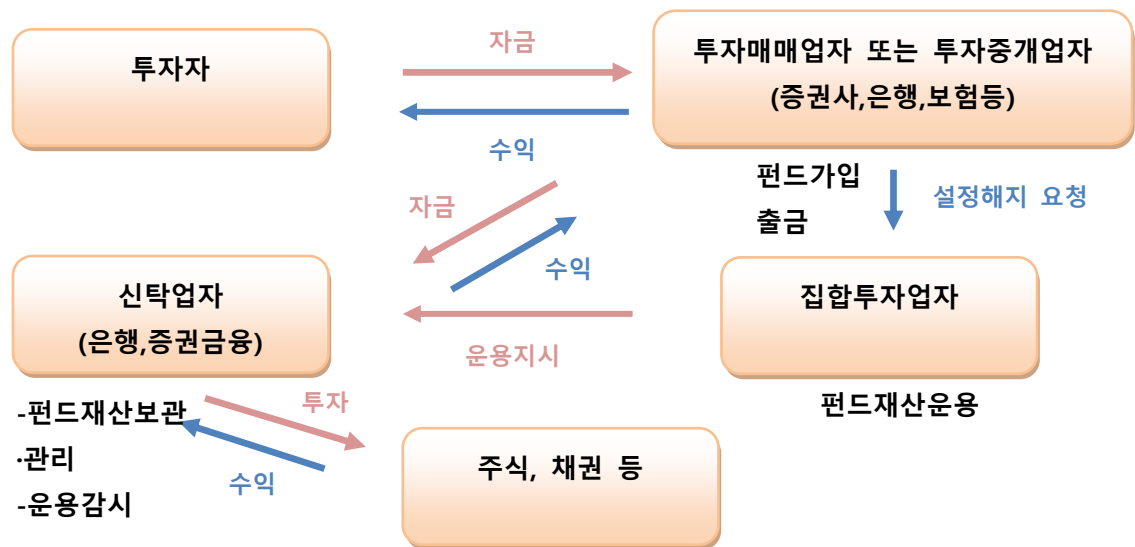 투자자
자금
수익
투자매매업자 또는 투자중개업자
(증권사,은행,보험등)
펀드가입
출금
설정해지 요청
자금
수익
신탁업자
(은행,증권금융)
집합투자업자
운용지시
펀드재산운용
-펀드재산보관
·관리
-운용감시
투자
수익
주식, 채권 등